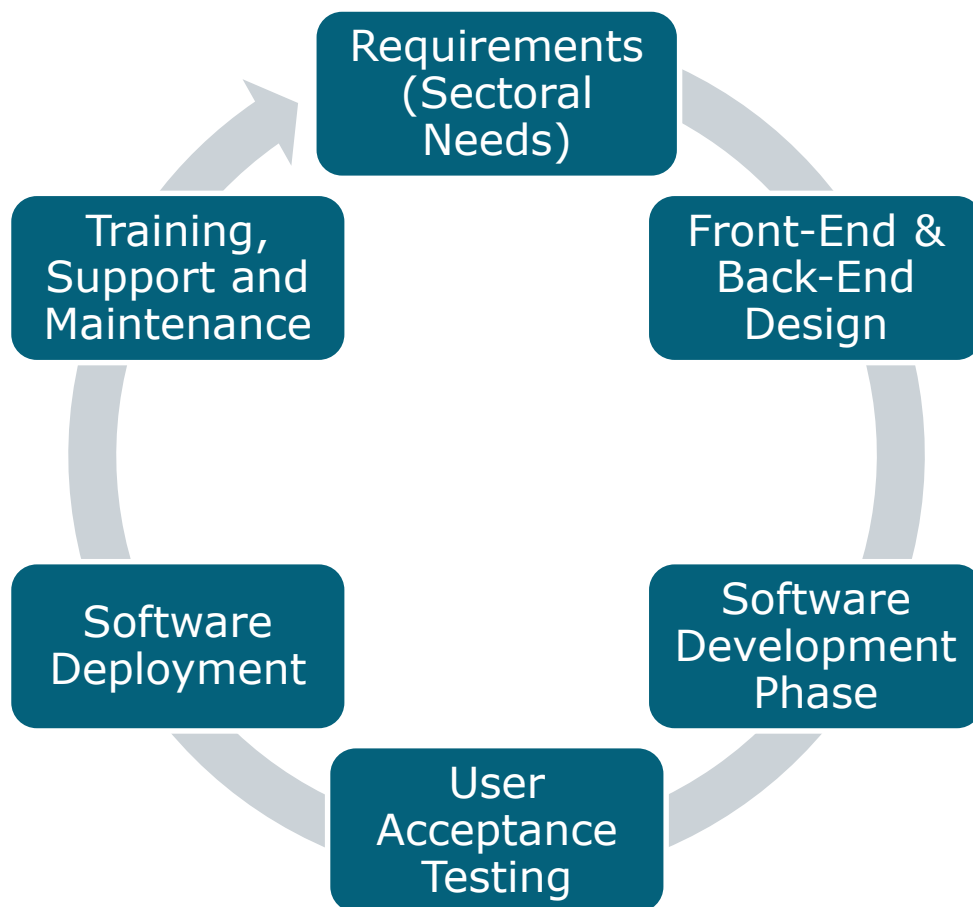 Requirements
(Sectoral
Needs)
Front-End &
Back-End
Design
Software
Development
Phase
User
Acceptance
Testing
Software
Deployment
Training,
Support and
Maintenance